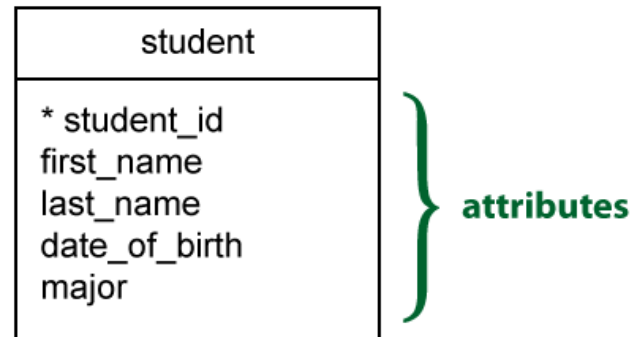 student
* student_id
first_name
last_name
date_of_birth
major
attributes